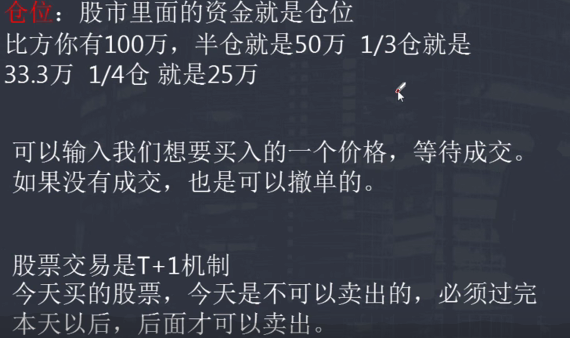 仓位：股市里面的资金就是仓位
比方你有100万，半仓就是50万 1/3仓就是
33.3万 1/4仓 就是25万
可以输入我们想要买入的一个价格，等待成交。
如果没有成交，也是可以撤单的。
股票交易是T+1机制
今天买的股票，今天是不可以卖出的，必须过完
本天以后，后面才可以卖出。